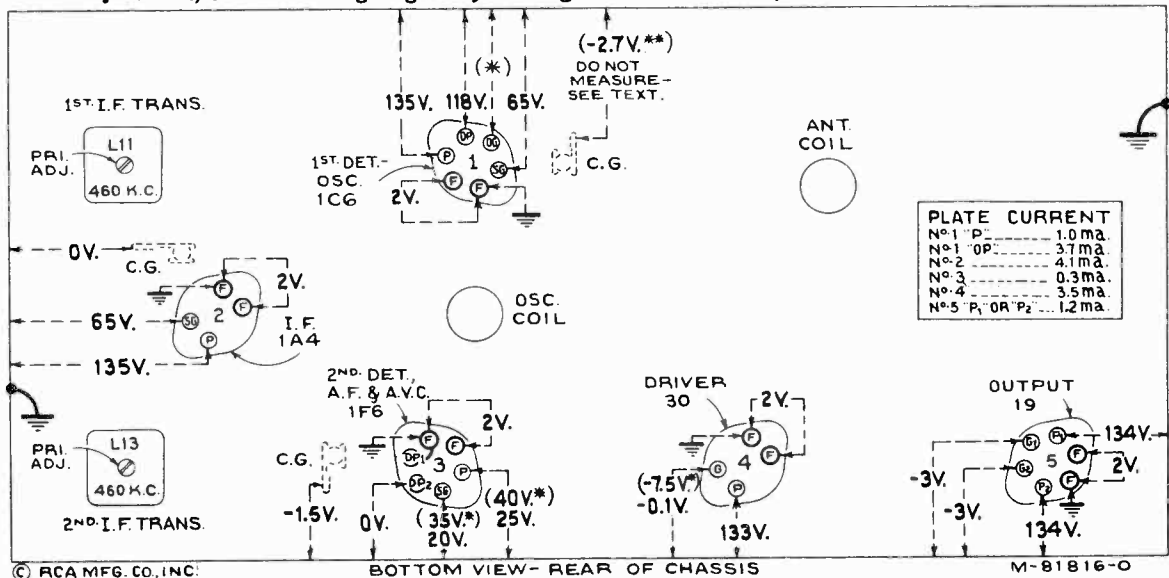 (-2.7V.**)
DO NOT
MEASURE-
SEE TEXT.
(*)
135V. 118V. 65V.
1ST. I.F. TRANS.
L11
PRI.
ADJ.
460 K.C.
1ST. DET.-
OSC.
1C6
OP
OG
P
1
SG
F
F
2V.
C.G.
ANT.
COIL
PLATE CURRENT
No.1 "P" 1.0 ma.
No.1 "OP" 3.7 ma.
No.2 4.1 ma.
No.3 0.3 ma.
No.4 3.5 ma.
No.5 "P1" OR "P2" 1.2 ma.
0V.
C.G.
F
2V.
2
F
SG
P
65V.
I.F.
1A4
135V.
OSC.
COIL
2ND. DET.,
A.F. & A.V.C.
1F6
2V.
F
F
DP1
3
P
DP2
SG
C.G.
-1.5V.
0V.
(35V.*)
20V.
(40V.*)
25V.
L13
PRI.
ADJ.
460 K.C.
2ND. I.F. TRANS.
DRIVER
30
2V.
F
G
4
F
P
(-7.5V.*)
-0.1V.
133V.
OUTPUT
19
G1
P1
134V.
5
F
G2
2V.
P2
F
-3V.
-3V.
134V.
© RCA MFG. CO., INC.
BOTTOM VIEW- REAR OF CHASSIS
M-81816-0